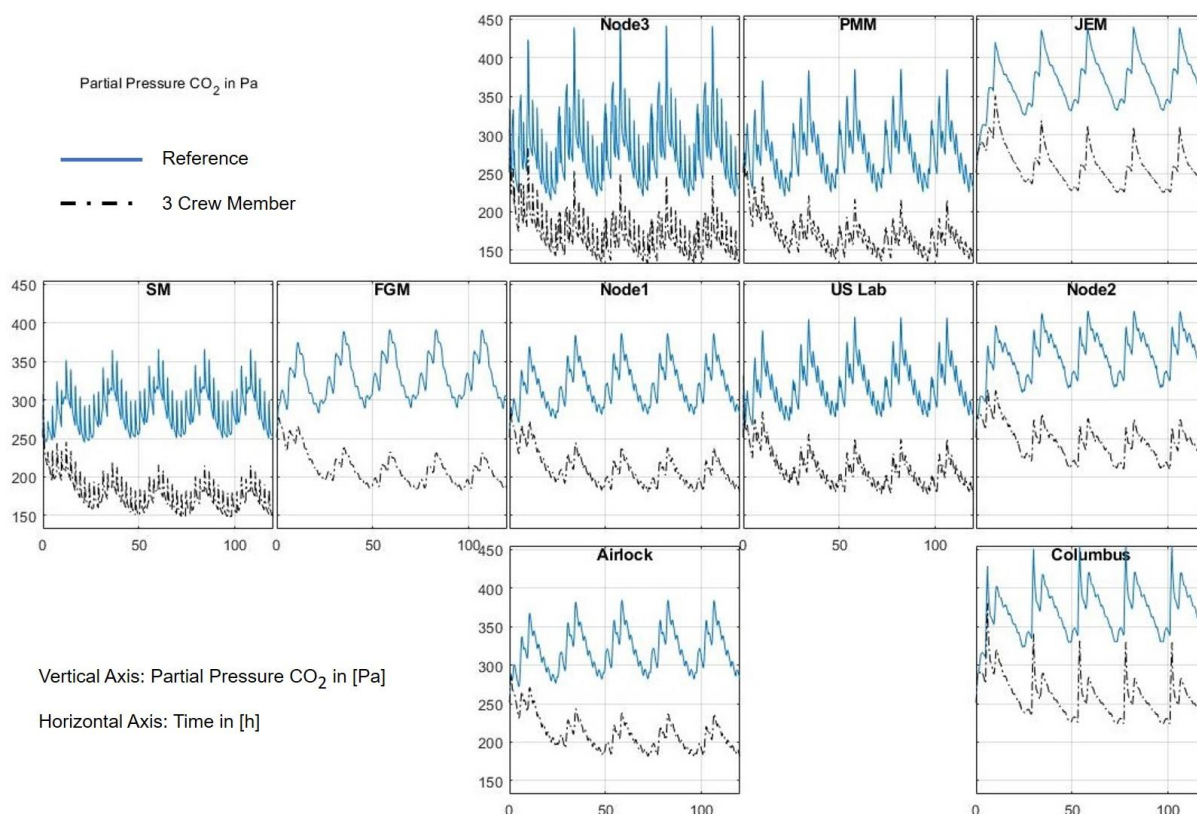 450
400
350
300
250
200
150
Node3
PMM
JEM
Partial Pressure CO2 in Pa
Reference
3 Crew Member
450
400
350
300
250
200
150
SM
FGM
Node1
US Lab
Node2
0
50
100
0
50
100
0
50
100
0
50
100
450
400
350
300
250
200
150
Airlock
Columbus
0
50
100
0
50
100
Vertical Axis: Partial Pressure CO2 in [Pa]
Horizontal Axis: Time in [h]